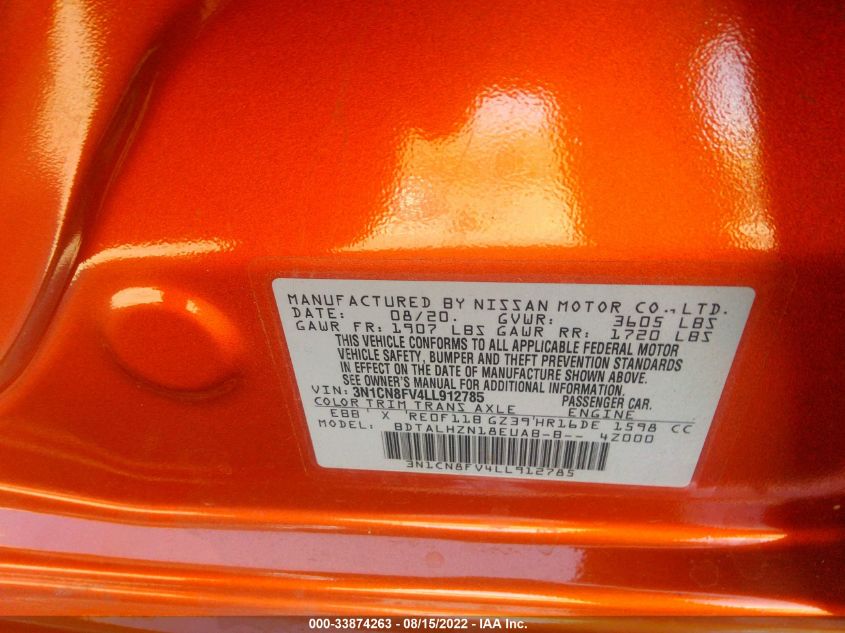 MANUFACTURED BY NISSAN MOTOR CO., LTD.
DATE: 08/20. GVWR: 3605 LBS
GAWR FR: 1907 LBS GAWR RR: 1720 LBS
THIS VEHICLE CONFORMS TO ALL APPLICABLE FEDERAL MOTOR
VEHICLE SAFETY, BUMPER AND THEFT PREVENTION STANDARDS
IN EFFECT ON THE DATE OF MANUFACTURE SHOWN ABOVE.
SEE OWNER'S MANUAL FOR ADDITIONAL INFORMATION.
VIN: 3N1CN8FV4LL912785 PASSENGER CAR.
COLOR TRIM TRANS AXLE ENGINE
EBB ' X 'RE0F11B GZ39'HR16DE 1598 CC
MODEL: BDTALHZN18EUAB-B-- 4Z000
3N1CN8FV4LL912785
000-33874263 - 08/15/2022 - IAA Inc.